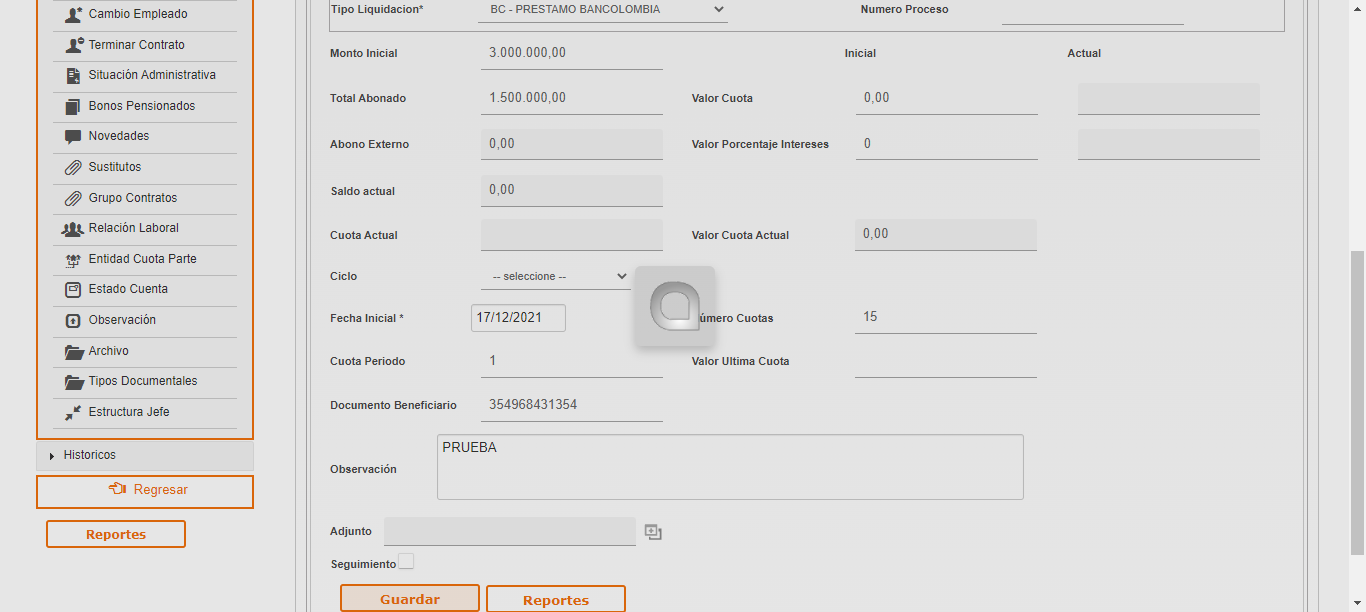 Cambio Empleado
Terminar Contrato
Situación Administrativa
Bonos Pensionados
Novedades
Sustitutos
Grupo Contratos
Relación Laboral
Entidad Cuota Parte
Estado Cuenta
Observación
Archivo
Tipos Documentales
Estructura Jefe
Historicos
Regresar
Reportes
Tipo Liquidacion* BC - PRESTAMO BANCOLOMBIA Numero Proceso
Monto Inicial 3.000.000,00 Inicial Actual
Total Abonado 1.500.000,00 Valor Cuota 0,00
Abono Externo 0,00 Valor Porcentaje Intereses 0
Saldo actual 0,00
Cuota Actual Valor Cuota Actual 0,00
Ciclo -- seleccione --
Fecha Inicial * 17/12/2021 úmero Cuotas 15
Cuota Periodo 1 Valor Ultima Cuota
Documento Beneficiario 354968431354
Observación PRUEBA
Adjunto
Seguimiento
Guardar Reportes